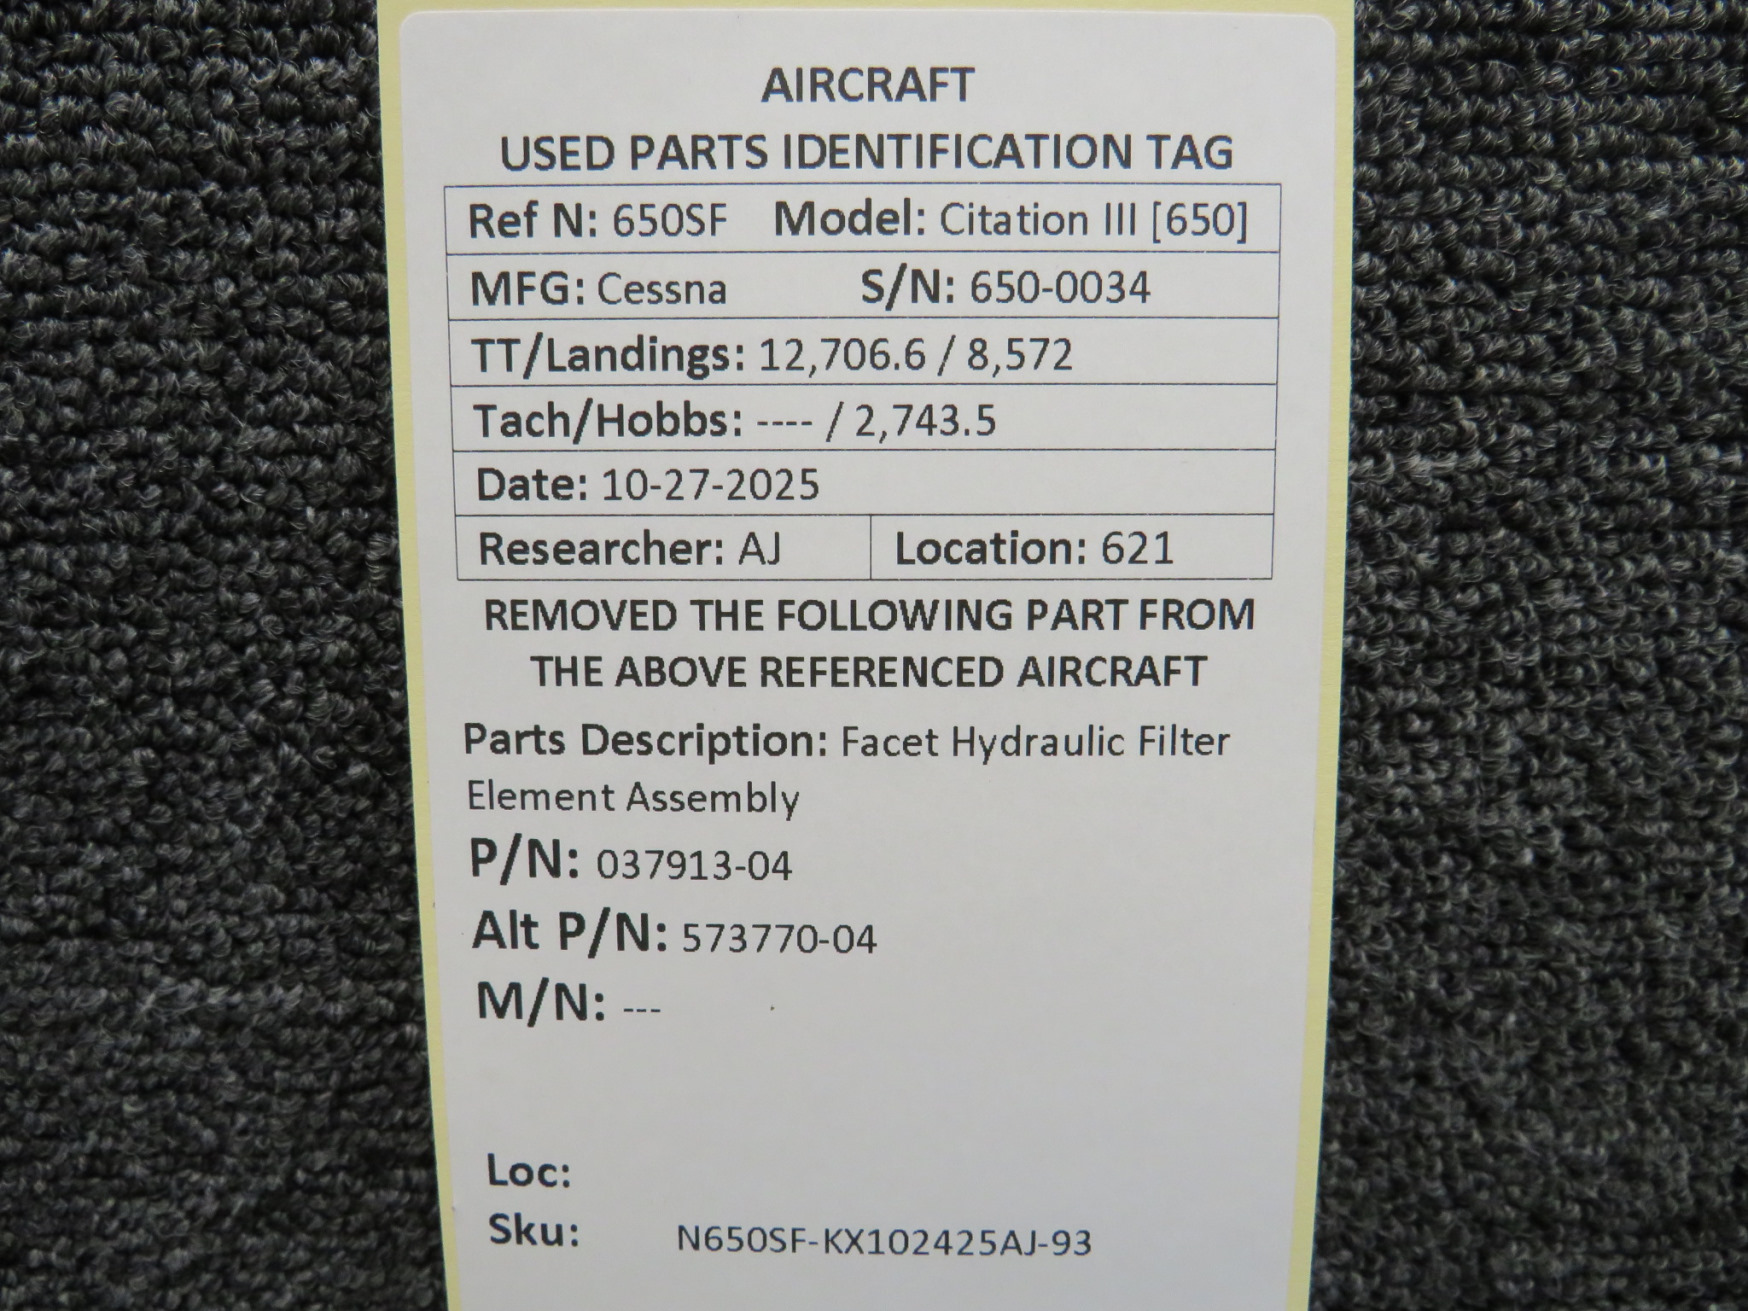 AIRCRAFT
USED PARTS IDENTIFICATION TAG
Ref N: 650SF Model: Citation III [650]
MFG: Cessna S/N: 650-0034
TT/Landings: 12,706.6 / 8,572
Tach/Hobbs: ---- / 2,743.5
Date: 10-27-2025
Researcher: AJ Location: 621
REMOVED THE FOLLOWING PART FROM
THE ABOVE REFERENCED AIRCRAFT
Parts Description: Facet Hydraulic Filter
Element Assembly
P/N: 037913-04
Alt P/N: 573770-04
M/N: ---
Loc:
Sku: N650SF-KX102425AJ-93